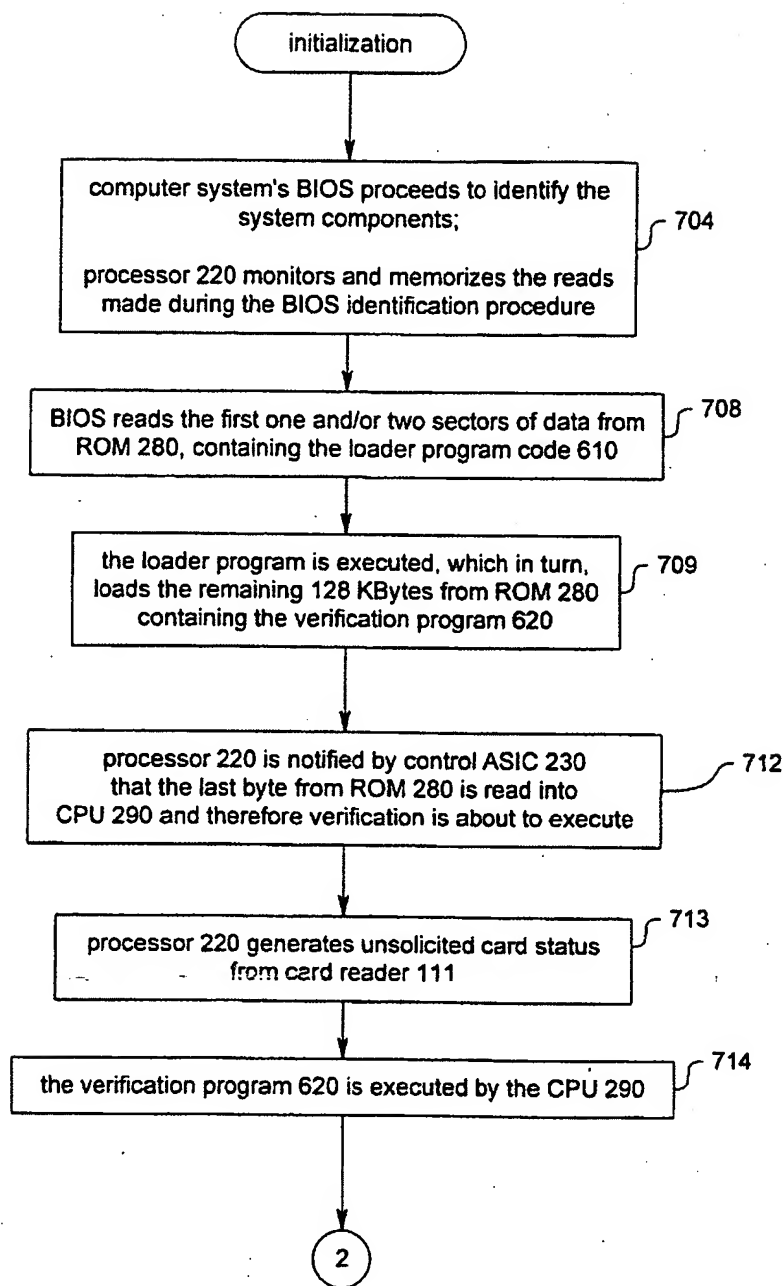 initialization
computer system's BIOS proceeds to identify the
system components;
processor 220 monitors and memorizes the reads
made during the BIOS identification procedure
704
BIOS reads the first one and/or two sectors of data from
ROM 280, containing the loader program code 610
708
the loader program is executed, which in turn,
loads the remaining 128 KBytes from ROM 280
containing the verification program 620
709
processor 220 is notified by control ASIC 230
that the last byte from ROM 280 is read into
CPU 290 and therefore verification is about to execute
712
processor 220 generates unsolicited card status
from card reader 111
713
the verification program 620 is executed by the CPU 290
714
2